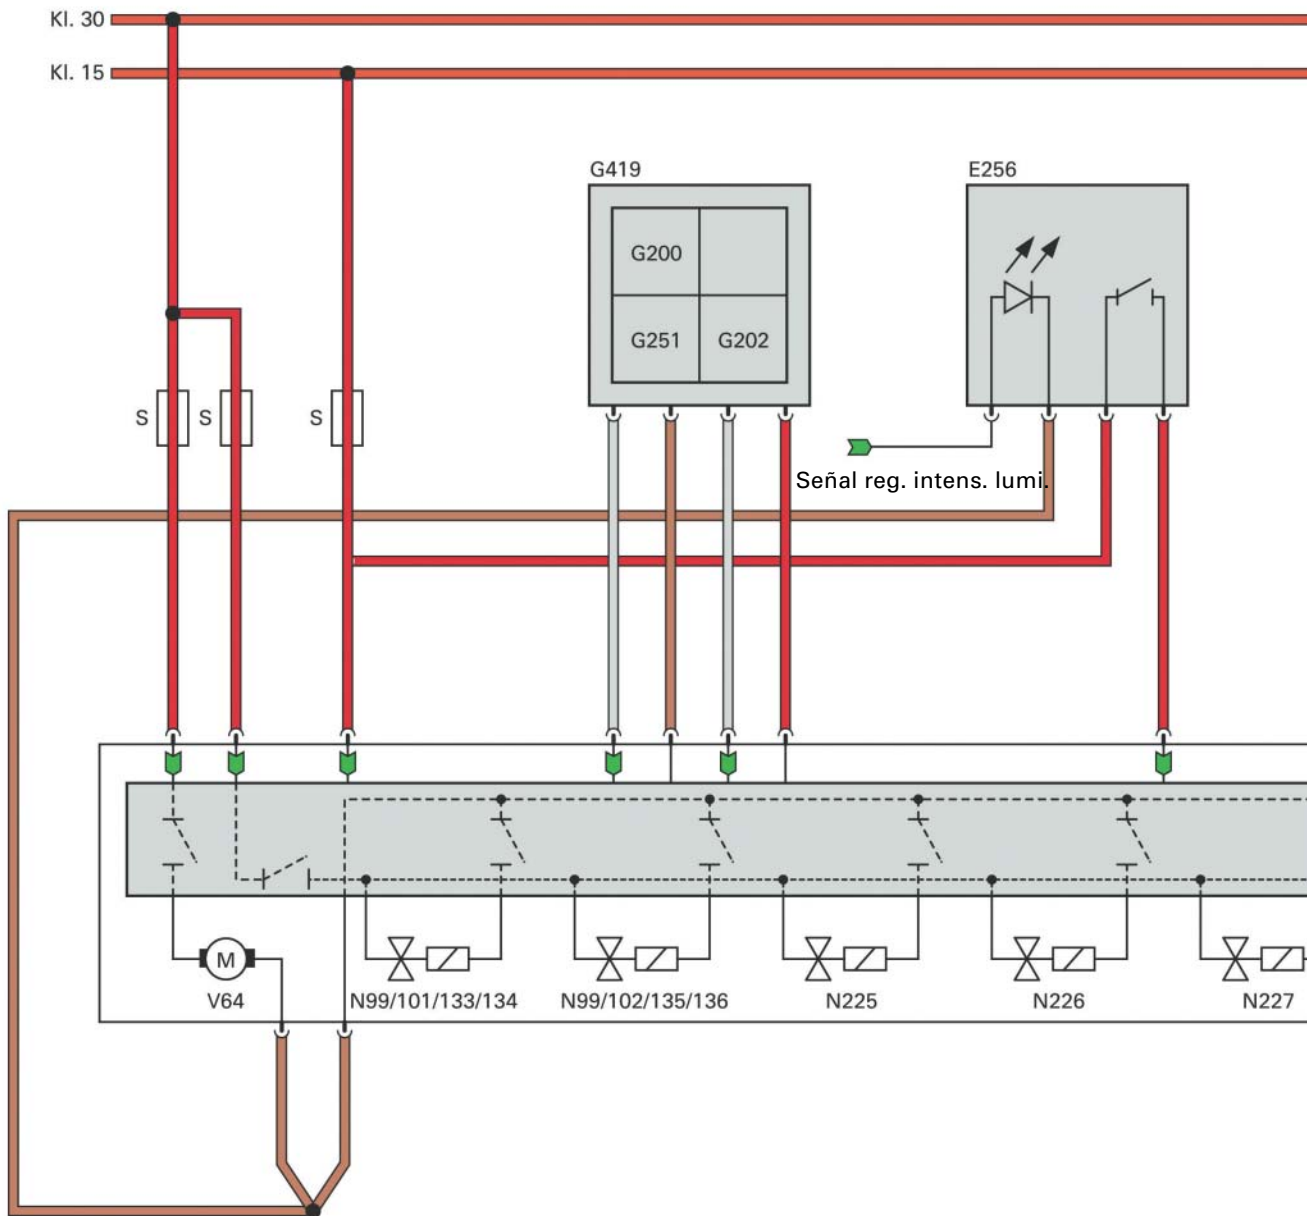 Kl. 30
Kl. 15
G419
E256
G200
G251
G202
S
S
S
Señal reg. intens. lumi.
M
V64
N99/101/133/134
N99/102/135/136
N225
N226
N227